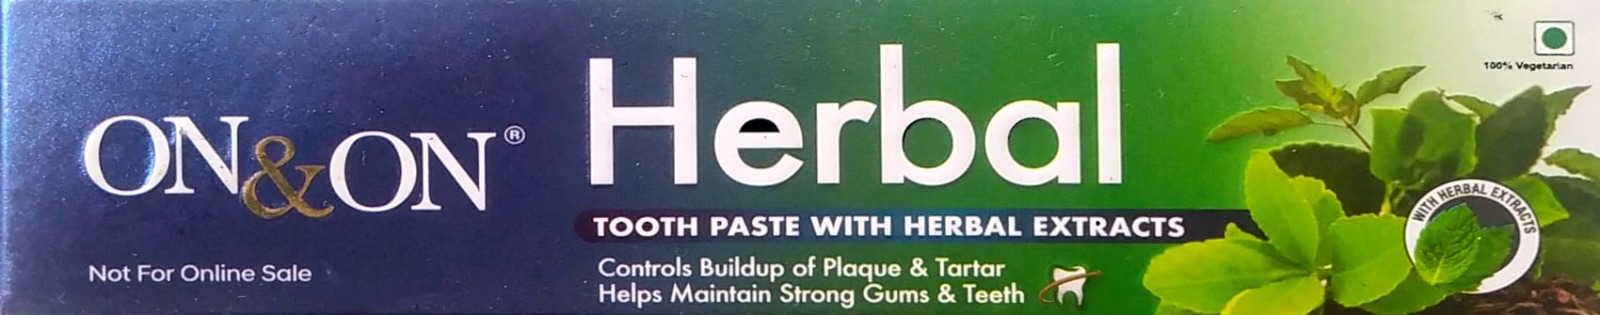 ON&ON®
Not For Online Sale
Herbal
TOOTH PASTE WITH HERBAL EXTRACTS
Controls Buildup of Plaque & Tartar
Helps Maintain Strong Gums & Teeth
100% Vegetarian
WITH HERBAL EXTRACTS